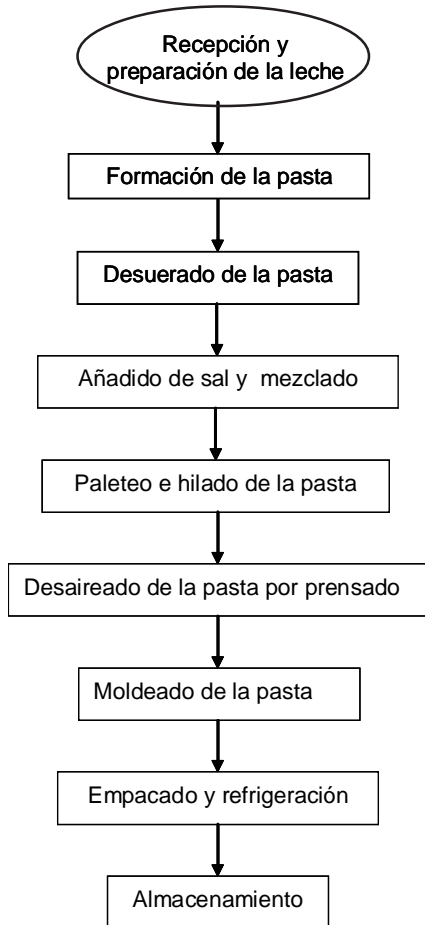 Recepción y
preparación de la leche
Formación de la pasta
Desuerado de la pasta
Añadido de sal y mezclado
Paleteo e hilado de la pasta
Desaireado de la pasta por prensado
Moldeado de la pasta
Empacado y refrigeración
Almacenamiento